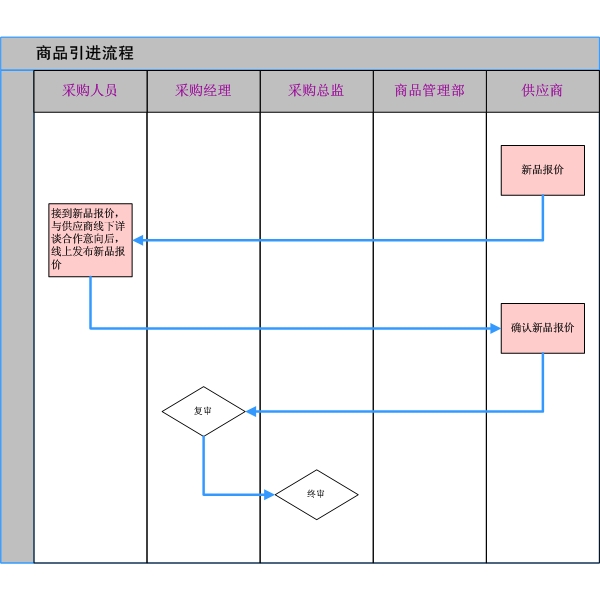 商品引进流程
采购人员
采购经理
采购总监
商品管理部
供应商
新品报价
接到新品报价，
与供应商线下详
谈合作意向后，
线上发布新品报
价
确认新品报价
复审
终审